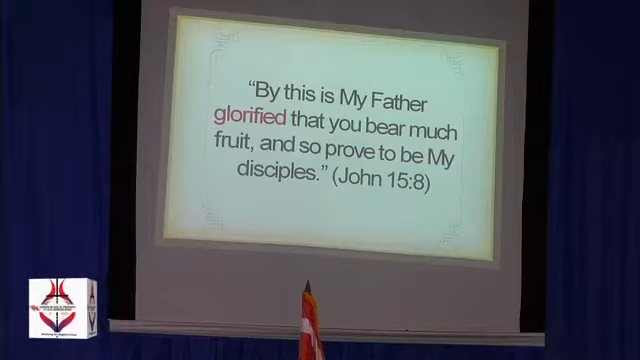 “By this is My Father
glorified that you bear much
fruit, and so prove to be My
disciples.” (John 15:8)